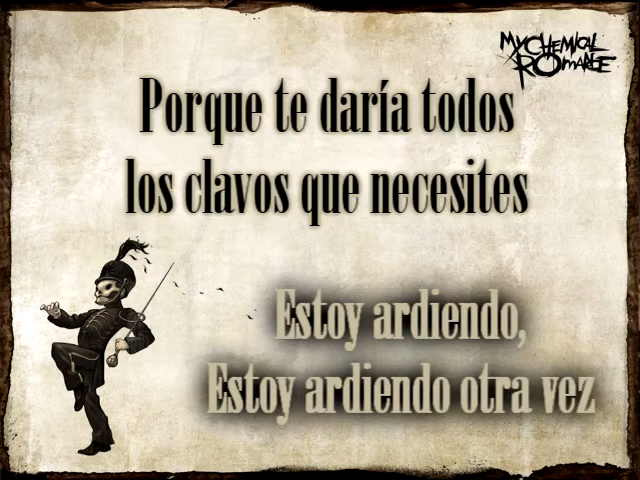 MY CHEMICAL
ROMANCE
Porque te daría todos
los clavos que necesites
Estoy ardiendo,
Estoy ardiendo otra vez